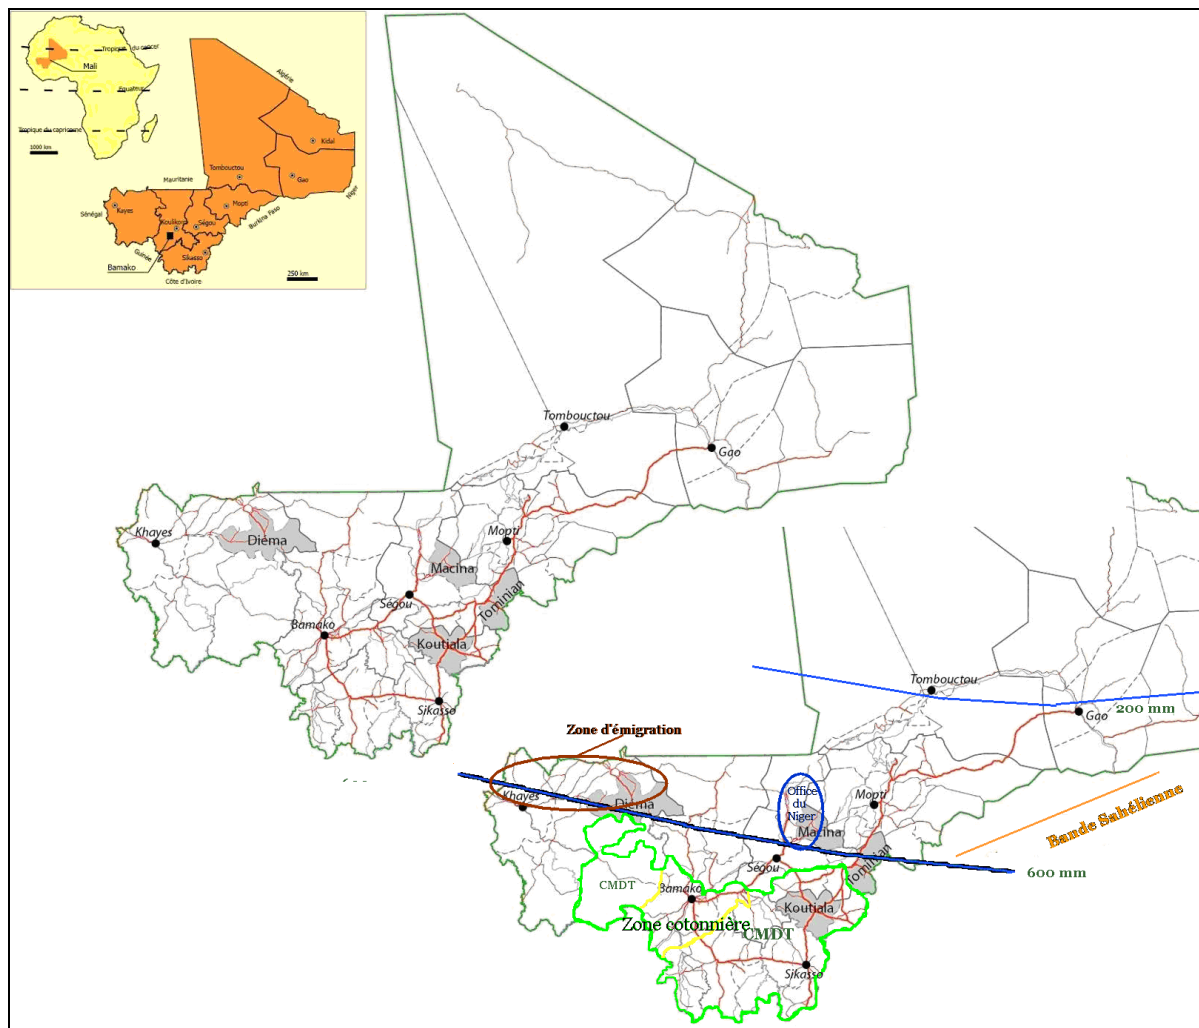 Tropique du cancer
Mali
Equateur
Tropique du capricorne
1000 km
Algérie
Kidal
Tombouctou
Gao
Mauritanie
Niger
Mopti
Burkina Faso
Sénégal
Kayes
Koulikoro
Ségou
Sikasso
Guinée
Bamako
Côte d'Ivoire
250 km
Tombouctou
Gao
Khayes
Diéma
Mopti
Macina
Ségou
Tominian
Bamako
Koutiala
Sikasso
Tombouctou
Gao
200 mm
Zone d'émigration
Khayes
Diéma
Office
du
Niger
Mopti
Macina
Bande Sahélienne
Ségou
Tominian
600 mm
CMDT
Bamako
Koutiala
Zone cotonnière
CMDT
Sikasso